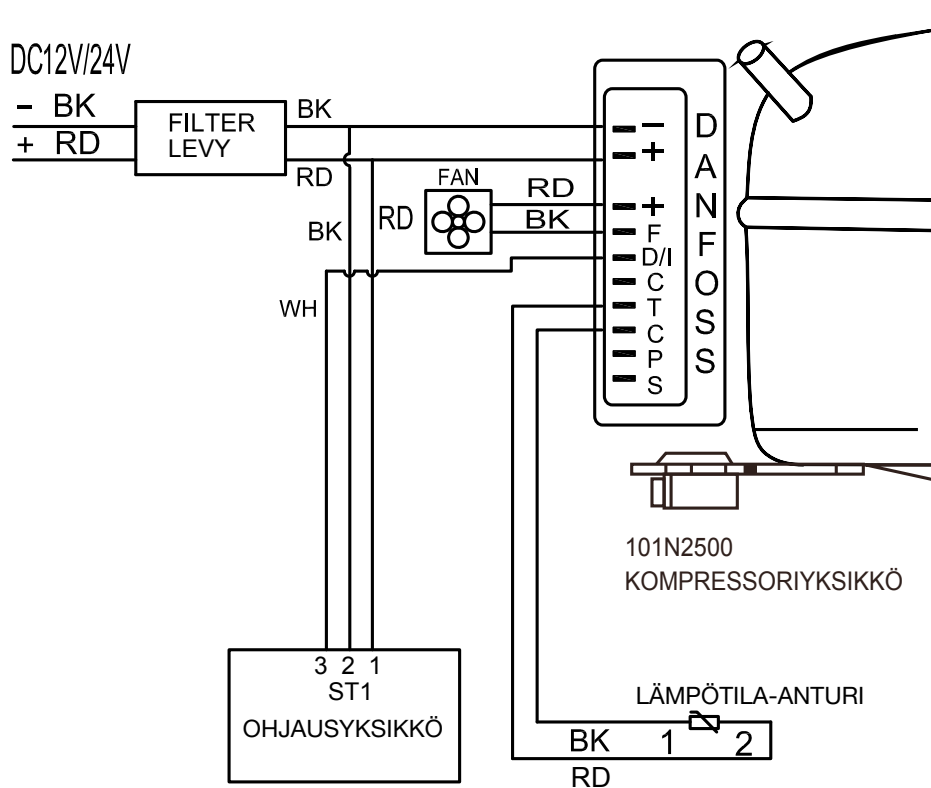 DC12V/24V
− BK
+ RD
FILTER
LEVY
BK
RD
FAN
RD
RD
BK
BK
WH
−
+
+
F
D/I
C
T
C
P
S
D
A
N
F
O
S
S
101N2500
KOMPRESSORIYKSIKKÖ
3 2 1
ST1
OHJAUSYKSIKKÖ
LÄMPÖTILA-ANTURI
BK 1 2
RD